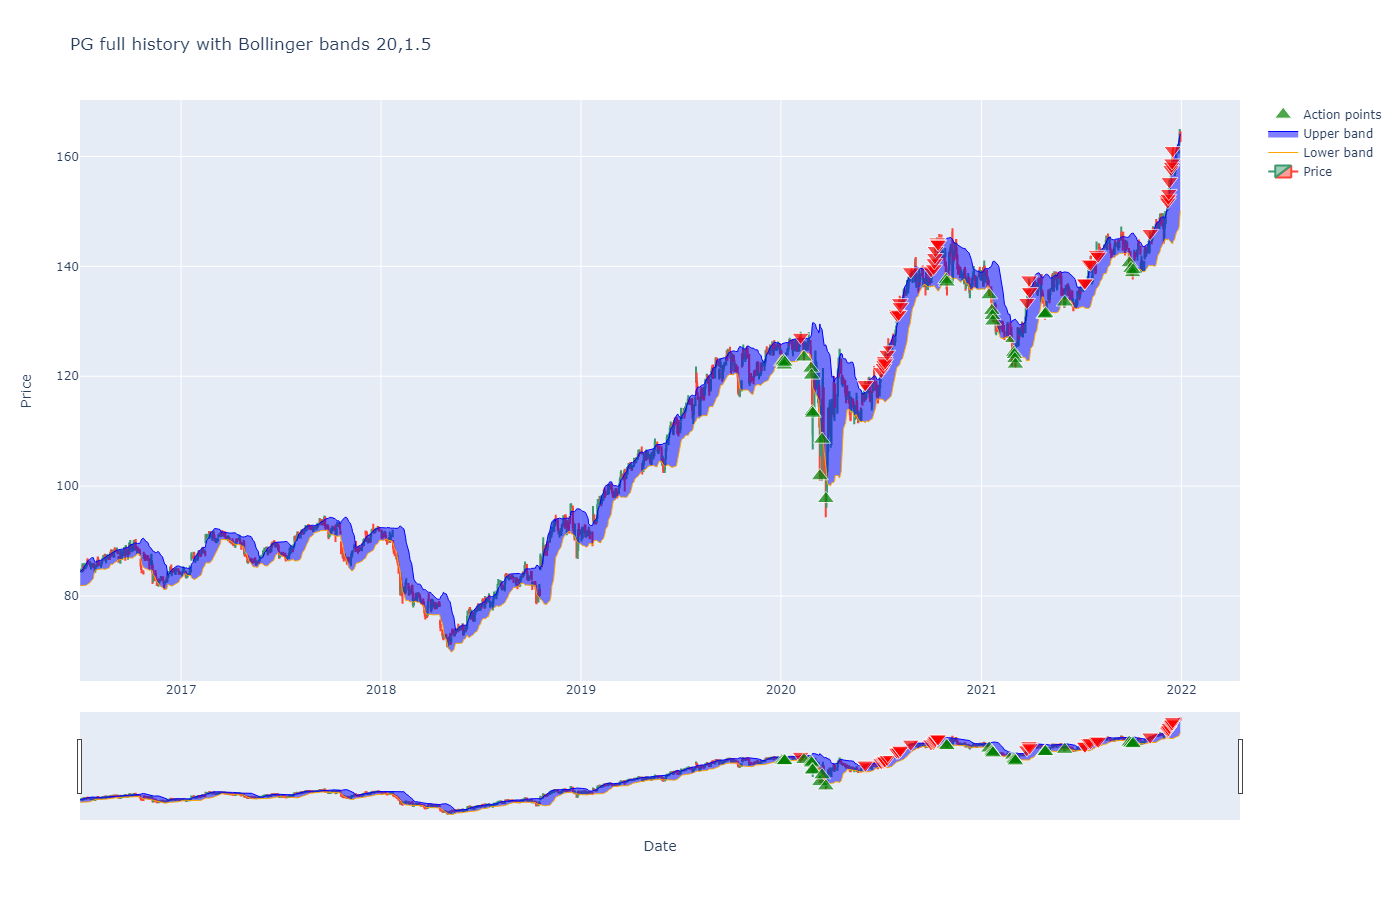 PG full history with Bollinger bands 20,1.5
Action points
Upper band
Lower band
Price
160
140
120
100
80
Price
2017
2018
2019
2020
2021
2022
Date